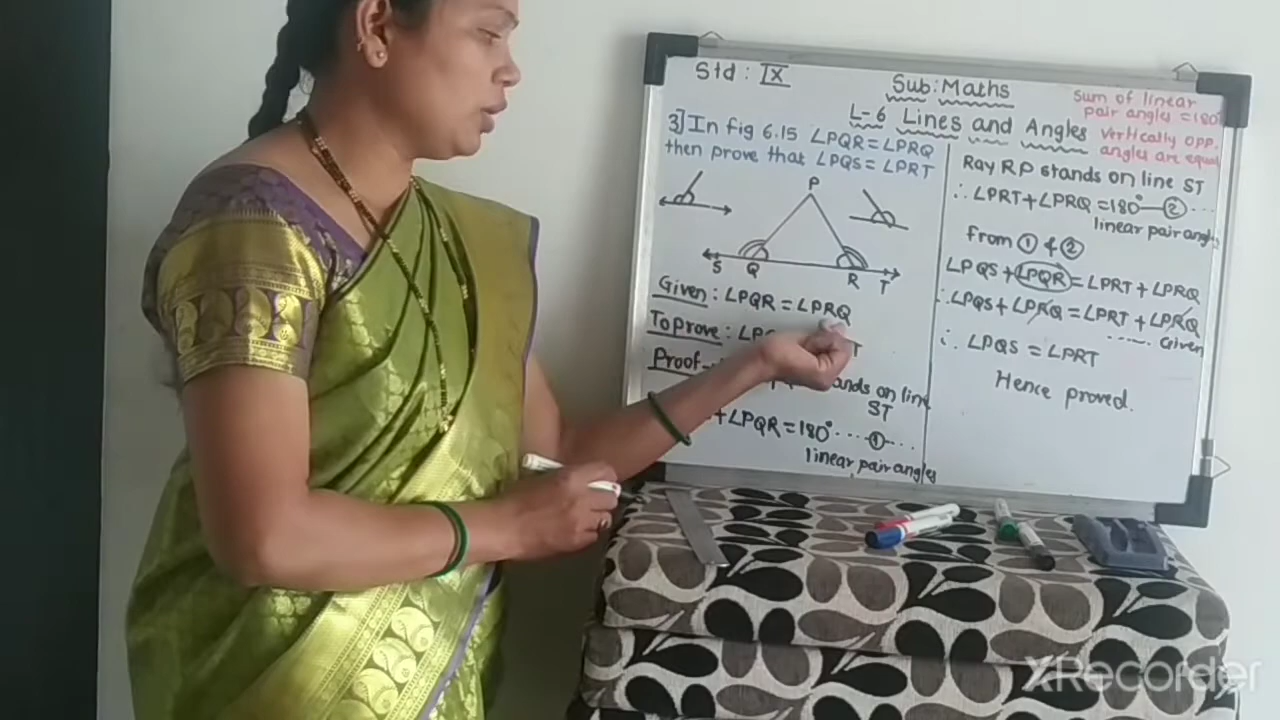 Std : IX
Sub: Maths
L-6 Lines and Angles
Sum of linear
pair angles = 180°
vertically opp.
angles are equal
3] In fig 6.15 ∠PQR = ∠PRQ
then prove that ∠PQS = ∠PRT
P
S Q R T
Given : ∠PQR = ∠PRQ
To prove :
Proof
stands on line
ST
+ ∠PQR = 180° ---- ① ---
linear pair angles
Ray RP stands on line ST
∴ ∠PRT + ∠PRQ = 180° — ② ...
linear pair angles
from ① & ②
∠PQS + ∠PQR = ∠PRT + ∠PRQ
∴ ∠PQS + ∠PRQ = ∠PRT + ∠PRQ
...... Given
∴ ∠PQS = ∠PRT
Hence proved.
XRecorder